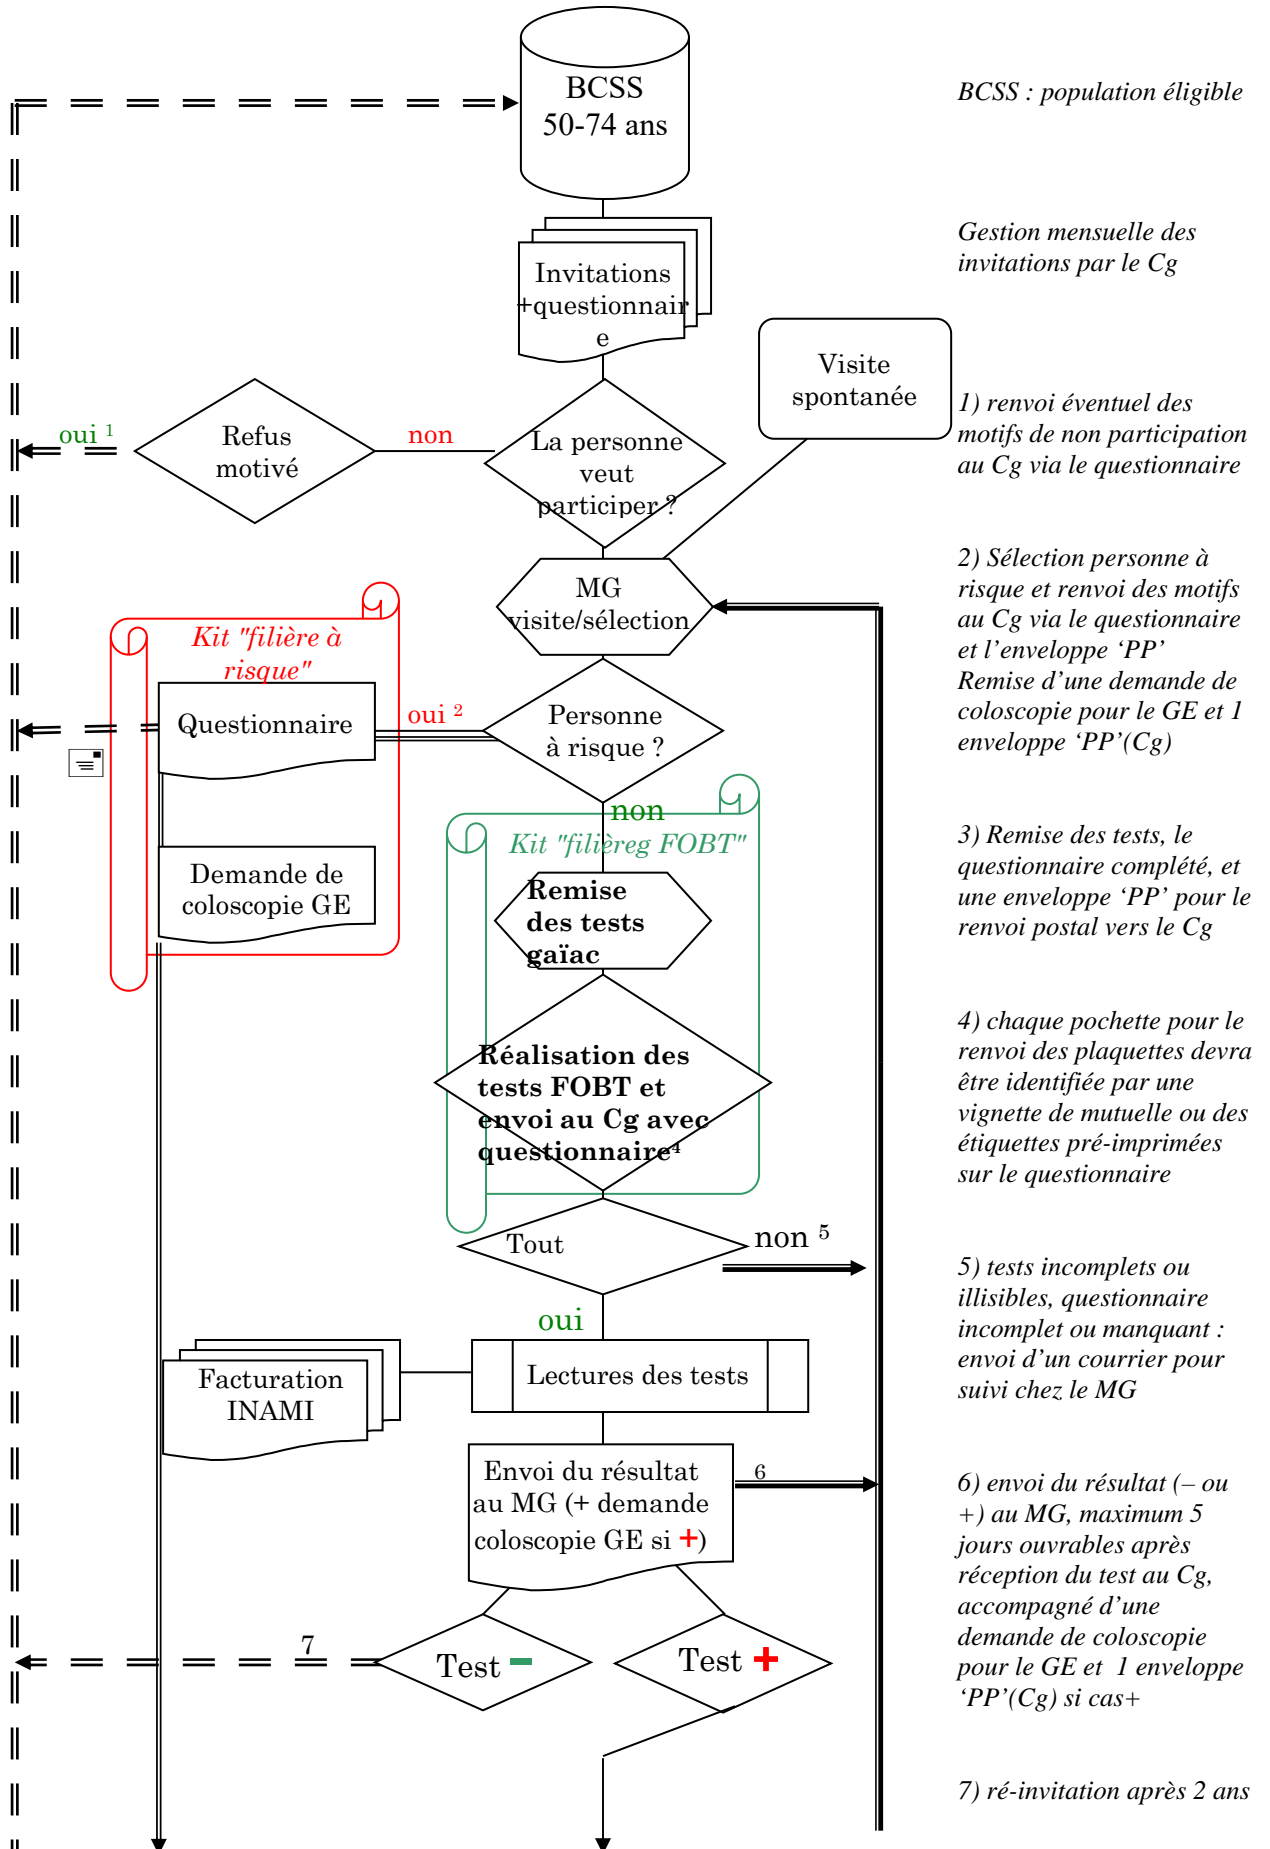 BCSS
50-74 ans
BCSS : population éligible
Gestion mensuelle des
invitations par le Cg
Invitations
+questionnair
e
Visite
spontanée
oui ¹
Refus
motivé
non
La personne
veut
participer ?
1) renvoi éventuel des
motifs de non participation
au Cg via le questionnaire
MG
visite/sélection
2) Sélection personne à
risque et renvoi des motifs
au Cg via le questionnaire
et l’enveloppe ‘PP’
Remise d’une demande de
coloscopie pour le GE et 1
enveloppe ‘PP’(Cg)
Kit "filière à
risque"
Questionnaire
oui ²
Personne
à risque ?
non
Kit "filièreg FOBT"
Demande de
coloscopie GE
Remise
des tests
gaïac
3) Remise des tests, le
questionnaire complété, et
une enveloppe ‘PP’ pour le
renvoi postal vers le Cg
Réalisation des
tests FOBT et
envoi au Cg avec
questionnaire⁴
4) chaque pochette pour le
renvoi des plaquettes devra
être identifiée par une
vignette de mutuelle ou des
étiquettes pré-imprimées
sur le questionnaire
Tout
non ⁵
oui
5) tests incomplets ou
illisibles, questionnaire
incomplet ou manquant :
envoi d’un courrier pour
suivi chez le MG
Facturation
INAMI
Lectures des tests
Envoi du résultat
au MG (+ demande
coloscopie GE si +)
6
6) envoi du résultat (– ou
+) au MG, maximum 5
jours ouvrables après
réception du test au Cg,
accompagné d’une
demande de coloscopie
pour le GE et 1 enveloppe
‘PP’(Cg) si cas+
7
Test –
Test +
7) ré-invitation après 2 ans